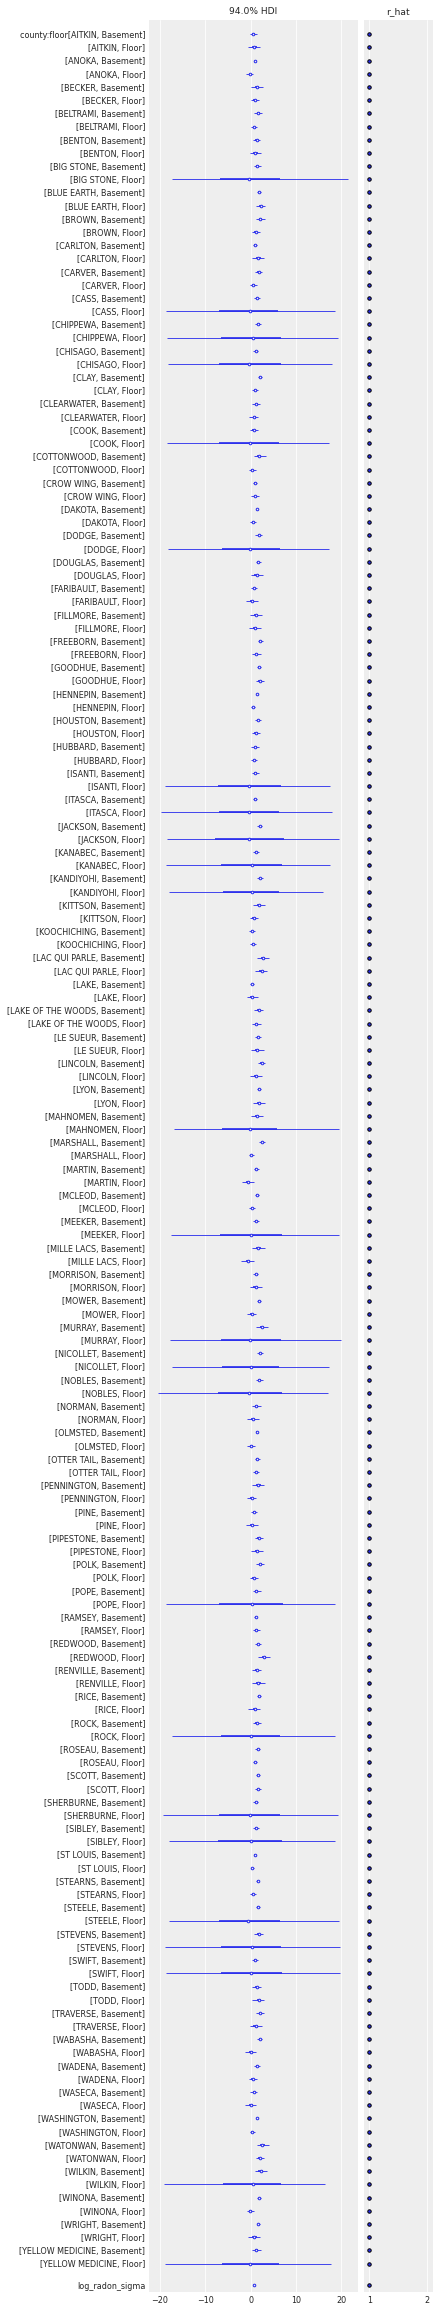 94.0% HDI
r_hat
county:floor[AITKIN, Basement]
[AITKIN, Floor]
[ANOKA, Basement]
[ANOKA, Floor]
[BECKER, Basement]
[BECKER, Floor]
[BELTRAMI, Basement]
[BELTRAMI, Floor]
[BENTON, Basement]
[BENTON, Floor]
[BIG STONE, Basement]
[BIG STONE, Floor]
[BLUE EARTH, Basement]
[BLUE EARTH, Floor]
[BROWN, Basement]
[BROWN, Floor]
[CARLTON, Basement]
[CARLTON, Floor]
[CARVER, Basement]
[CARVER, Floor]
[CASS, Basement]
[CASS, Floor]
[CHIPPEWA, Basement]
[CHIPPEWA, Floor]
[CHISAGO, Basement]
[CHISAGO, Floor]
[CLAY, Basement]
[CLAY, Floor]
[CLEARWATER, Basement]
[CLEARWATER, Floor]
[COOK, Basement]
[COOK, Floor]
[COTTONWOOD, Basement]
[COTTONWOOD, Floor]
[CROW WING, Basement]
[CROW WING, Floor]
[DAKOTA, Basement]
[DAKOTA, Floor]
[DODGE, Basement]
[DODGE, Floor]
[DOUGLAS, Basement]
[DOUGLAS, Floor]
[FARIBAULT, Basement]
[FARIBAULT, Floor]
[FILLMORE, Basement]
[FILLMORE, Floor]
[FREEBORN, Basement]
[FREEBORN, Floor]
[GOODHUE, Basement]
[GOODHUE, Floor]
[HENNEPIN, Basement]
[HENNEPIN, Floor]
[HOUSTON, Basement]
[HOUSTON, Floor]
[HUBBARD, Basement]
[HUBBARD, Floor]
[ISANTI, Basement]
[ISANTI, Floor]
[ITASCA, Basement]
[ITASCA, Floor]
[JACKSON, Basement]
[JACKSON, Floor]
[KANABEC, Basement]
[KANABEC, Floor]
[KANDIYOHI, Basement]
[KANDIYOHI, Floor]
[KITTSON, Basement]
[KITTSON, Floor]
[KOOCHICHING, Basement]
[KOOCHICHING, Floor]
[LAC QUI PARLE, Basement]
[LAC QUI PARLE, Floor]
[LAKE, Basement]
[LAKE, Floor]
[LAKE OF THE WOODS, Basement]
[LAKE OF THE WOODS, Floor]
[LE SUEUR, Basement]
[LE SUEUR, Floor]
[LINCOLN, Basement]
[LINCOLN, Floor]
[LYON, Basement]
[LYON, Floor]
[MAHNOMEN, Basement]
[MAHNOMEN, Floor]
[MARSHALL, Basement]
[MARSHALL, Floor]
[MARTIN, Basement]
[MARTIN, Floor]
[MCLEOD, Basement]
[MCLEOD, Floor]
[MEEKER, Basement]
[MEEKER, Floor]
[MILLE LACS, Basement]
[MILLE LACS, Floor]
[MORRISON, Basement]
[MORRISON, Floor]
[MOWER, Basement]
[MOWER, Floor]
[MURRAY, Basement]
[MURRAY, Floor]
[NICOLLET, Basement]
[NICOLLET, Floor]
[NOBLES, Basement]
[NOBLES, Floor]
[NORMAN, Basement]
[NORMAN, Floor]
[OLMSTED, Basement]
[OLMSTED, Floor]
[OTTER TAIL, Basement]
[OTTER TAIL, Floor]
[PENNINGTON, Basement]
[PENNINGTON, Floor]
[PINE, Basement]
[PINE, Floor]
[PIPESTONE, Basement]
[PIPESTONE, Floor]
[POLK, Basement]
[POLK, Floor]
[POPE, Basement]
[POPE, Floor]
[RAMSEY, Basement]
[RAMSEY, Floor]
[REDWOOD, Basement]
[REDWOOD, Floor]
[RENVILLE, Basement]
[RENVILLE, Floor]
[RICE, Basement]
[RICE, Floor]
[ROCK, Basement]
[ROCK, Floor]
[ROSEAU, Basement]
[ROSEAU, Floor]
[SCOTT, Basement]
[SCOTT, Floor]
[SHERBURNE, Basement]
[SHERBURNE, Floor]
[SIBLEY, Basement]
[SIBLEY, Floor]
[ST LOUIS, Basement]
[ST LOUIS, Floor]
[STEARNS, Basement]
[STEARNS, Floor]
[STEELE, Basement]
[STEELE, Floor]
[STEVENS, Basement]
[STEVENS, Floor]
[SWIFT, Basement]
[SWIFT, Floor]
[TODD, Basement]
[TODD, Floor]
[TRAVERSE, Basement]
[TRAVERSE, Floor]
[WABASHA, Basement]
[WABASHA, Floor]
[WADENA, Basement]
[WADENA, Floor]
[WASECA, Basement]
[WASECA, Floor]
[WASHINGTON, Basement]
[WASHINGTON, Floor]
[WATONWAN, Basement]
[WATONWAN, Floor]
[WILKIN, Basement]
[WILKIN, Floor]
[WINONA, Basement]
[WINONA, Floor]
[WRIGHT, Basement]
[WRIGHT, Floor]
[YELLOW MEDICINE, Basement]
[YELLOW MEDICINE, Floor]
log_radon_sigma
−20 −10 0 10 20 1 2